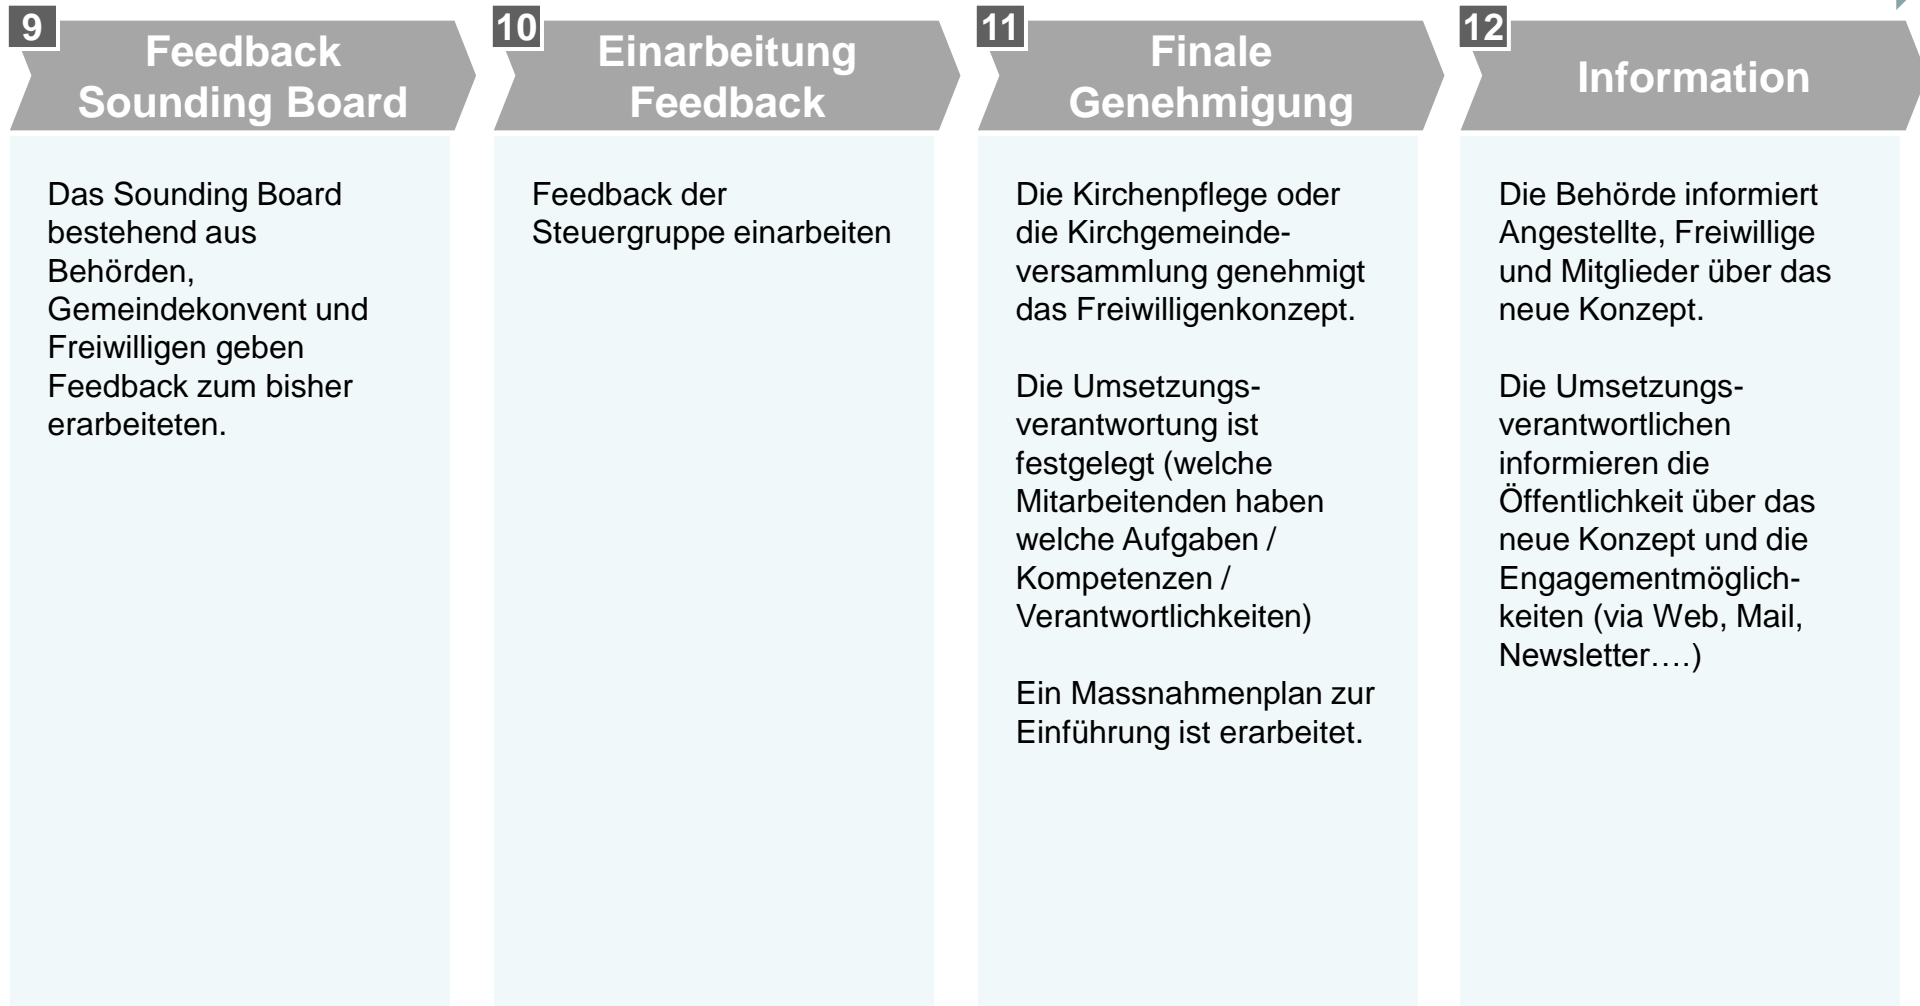 9
Feedback
Sounding Board
Das Sounding Board
bestehend aus
Behörden,
Gemeindekonvent und
Freiwilligen geben
Feedback zum bisher
erarbeiteten.
10
Einarbeitung
Feedback
Feedback der
Steuergruppe einarbeiten
11
Finale
Genehmigung
Die Kirchenpflege oder
die Kirchgemeinde-
versammlung genehmigt
das Freiwilligenkonzept.
Die Umsetzungs-
verantwortung ist
festgelegt (welche
Mitarbeitenden haben
welche Aufgaben /
Kompetenzen /
Verantwortlichkeiten)
Ein Massnahmenplan zur
Einführung ist erarbeitet.
12
Information
Die Behörde informiert
Angestellte, Freiwillige
und Mitglieder über das
neue Konzept.
Die Umsetzungs-
verantwortlichen
informieren die
Öffentlichkeit über das
neue Konzept und die
Engagementmöglich-
keiten (via Web, Mail,
Newsletter….)